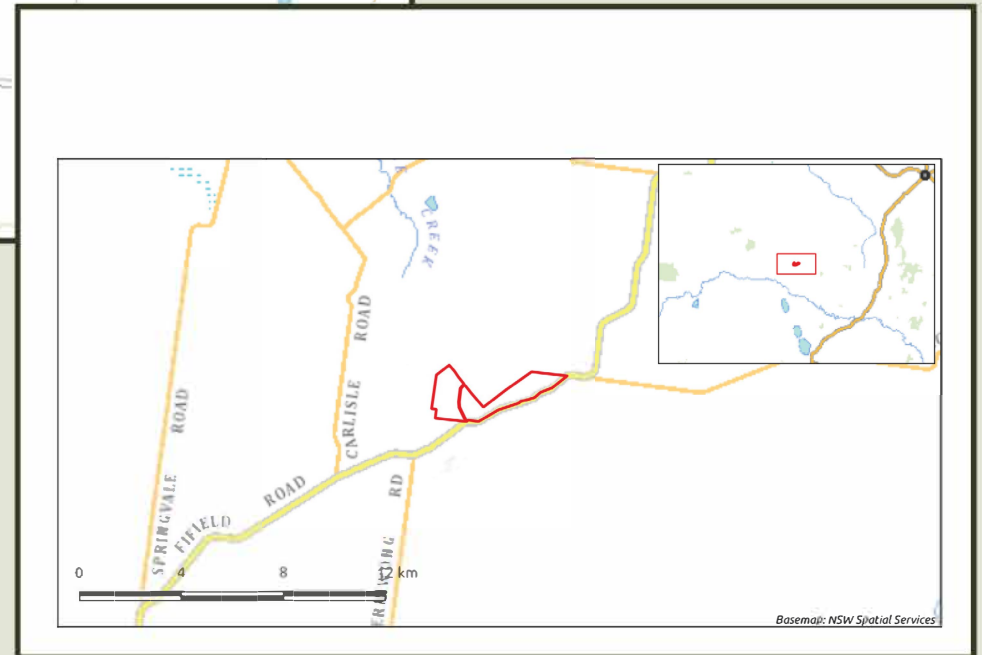 CREEK
ROAD
CARLISLE
ROAD
SPRINGVALE
ROAD
FIFIELD
RD
0 4 8 12 km
Basemap: NSW Spatial Services